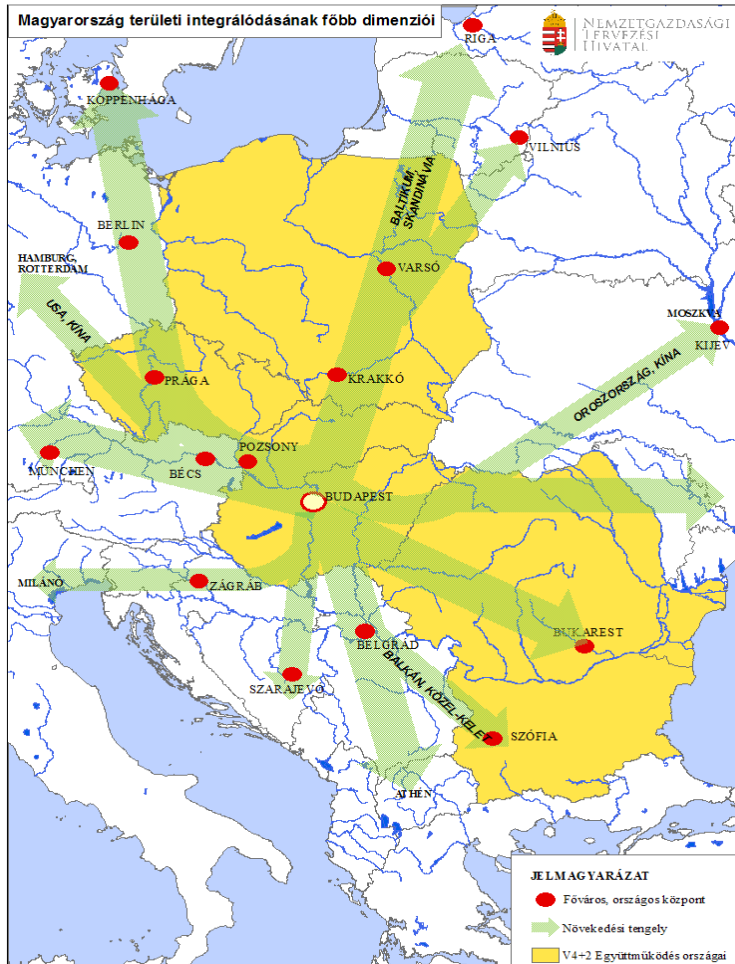 Magyarország területi integrálódásának főbb dimenziói
NEMZETGAZDASÁGI
TERVEZÉSI
HIVATAL
RIGA
KOPPENHÁGA
VILNIUS
BALTIKUM,
SKANDINÁVIA
BERLIN
HAMBURG,
ROTTERDAM
VARSÓ
USA, KÍNA
MOSZKVA
KIJEV
PRÁGA
KRAKKÓ
OROSZORSZÁG, KÍNA
POZSONY
BÉCS
MÜNCHEN
BUDAPEST
MILÁNÓ
ZÁGRÁB
BELGRÁD
BUKAREST
BALKÁN, KÖZEL-KELET
SZARAJEVÓ
SZÓFIA
ATHÉN
JELMAGYARÁZAT
Főváros, országos központ
Növekedési tengely
V4+2 Együttműködés országai